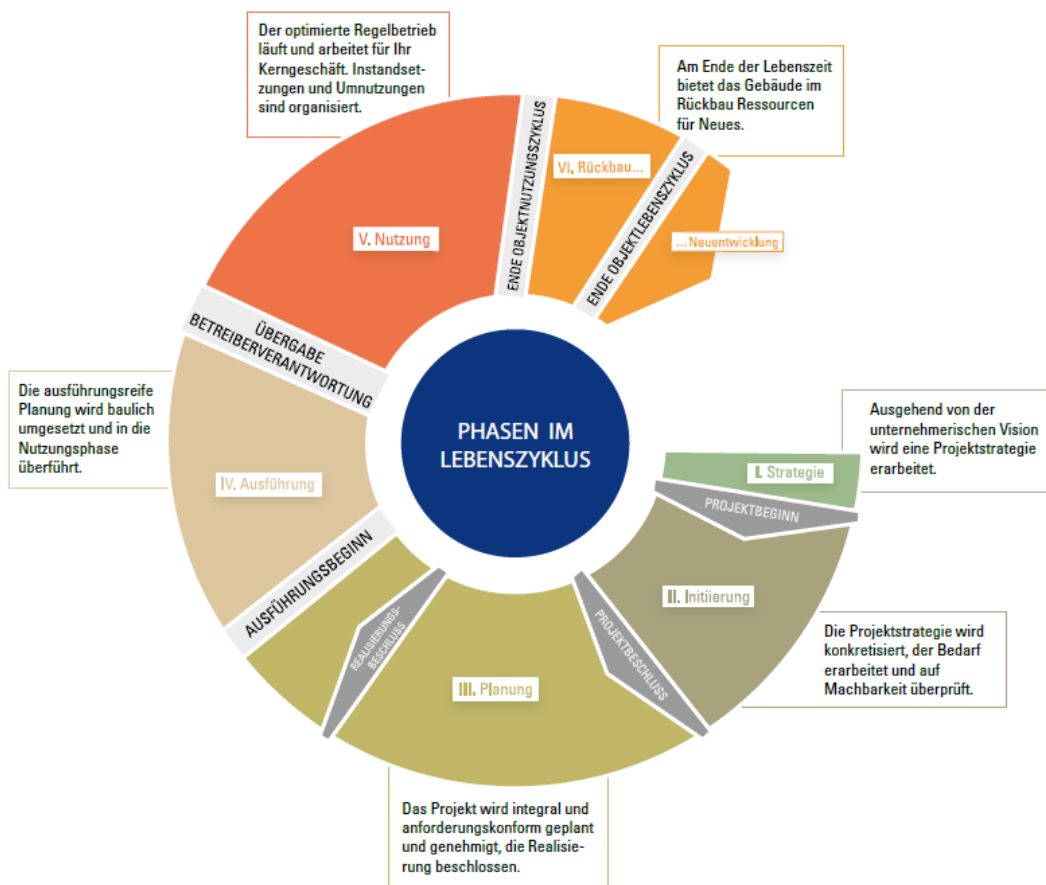 Der optimierte Regelbetrieb
läuft und arbeitet für Ihr
Kerngeschäft. Instandset-
zungen und Umnutzungen
sind organisiert.
Am Ende der Lebenszeit
bietet das Gebäude im
Rückbau Ressourcen
für Neues.
ENDE OBJEKTNUTZUNGSZYKLUS
VI. Rückbau...
ENDE OBJEKTLEBENSZYKLUS
... Neuentwicklung
V. Nutzung
ÜBERGABE
BETREIBERVERANTWORTUNG
Die ausführungsreife
Planung wird baulich
umgesetzt und in die
Nutzungsphase
überführt.
PHASEN IM
LEBENSZYKLUS
Ausgehend von der
unternehmerischen Vision
wird eine Projektstrategie
erarbeitet.
I. Strategie
PROJEKTBEGINN
IV. Ausführung
AUSFÜHRUNGSBEGINN
II. Initiierung
REALISIERUNGS-
BESCHLUSS
PROJEKTBESCHLUSS
III. Planung
Die Projektstrategie wird
konkretisiert, der Bedarf
erarbeitet und auf
Machbarkeit überprüft.
Das Projekt wird integral und
anforderungskonform geplant
und genehmigt, die Realisie-
rung beschlossen.